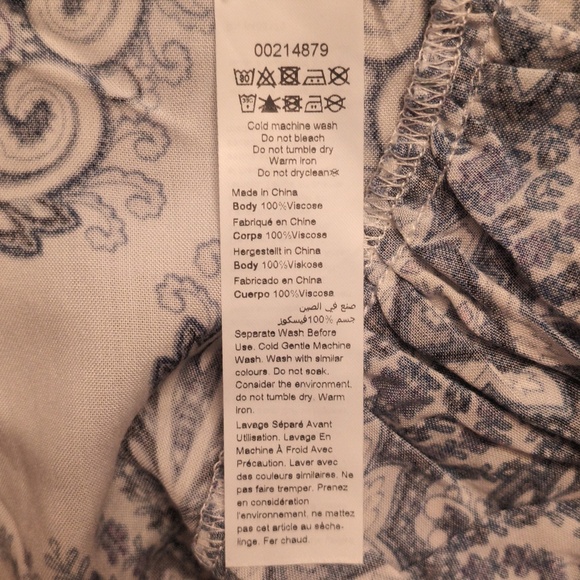 00214879
Cold machine wash
Do not bleach
Do not tumble dry
Warm iron
Do not dryclean
Made in China
Body 100%Viscose
Fabriqué en Chine
Corps 100%Viscose
Hergestellt in China
Body 100%Viskose
Fabricado en China
Cuerpo 100%Viscosa
صنع في الصين
جسم 100%فيسكوز
Separate Wash Before
Use. Cold Gentle Machine
Wash. Wash with similar
colours. Do not soak.
Consider the environment.
do not tumble dry. Warm
iron.
Lavage Séparé Avant
Utilisation. Lavage En
Machine À Froid Avec
Précaution. Laver avec
des couleurs similaires. Ne
pas faire tremper. Prenez
en considération
l'environnement. ne mettez
pas cet article au sèche-
linge. Fer chaud.